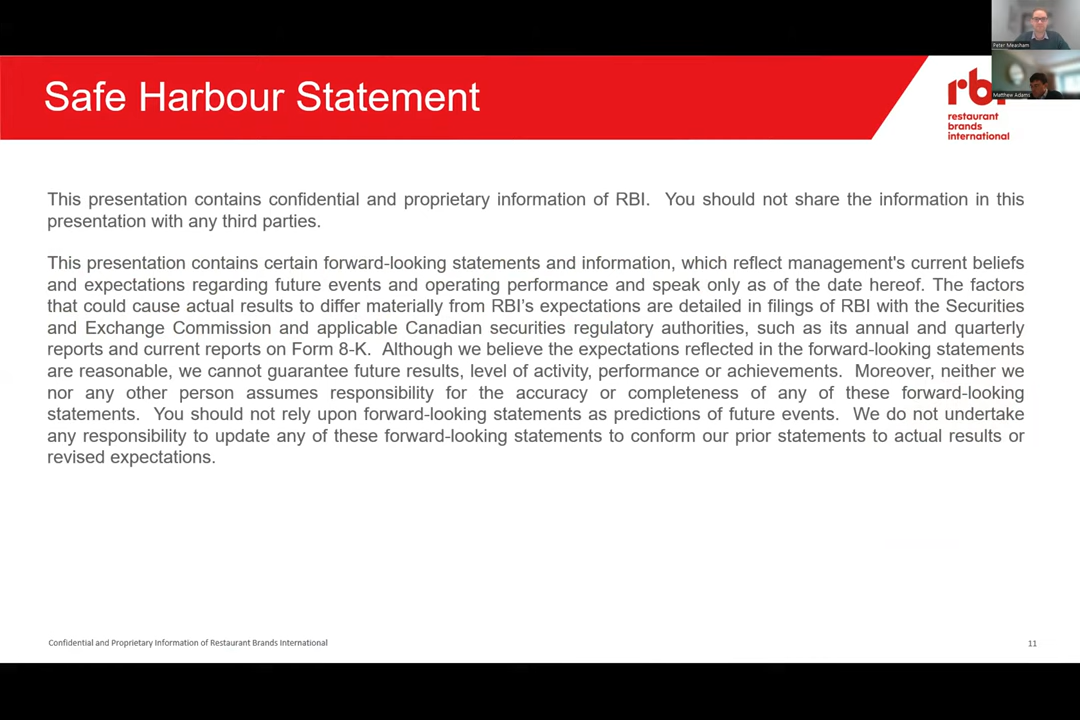 Peter Measham
Matthew Adams
Safe Harbour Statement
restaurant
brands
international
This presentation contains confidential and proprietary information of RBI. You should not share the information in this
presentation with any third parties.
This presentation contains certain forward-looking statements and information, which reflect management's current beliefs
and expectations regarding future events and operating performance and speak only as of the date hereof. The factors
that could cause actual results to differ materially from RBI’s expectations are detailed in filings of RBI with the Securities
and Exchange Commission and applicable Canadian securities regulatory authorities, such as its annual and quarterly
reports and current reports on Form 8-K. Although we believe the expectations reflected in the forward-looking statements
are reasonable, we cannot guarantee future results, level of activity, performance or achievements. Moreover, neither we
nor any other person assumes responsibility for the accuracy or completeness of any of these forward-looking
statements. You should not rely upon forward-looking statements as predictions of future events. We do not undertake
any responsibility to update any of these forward-looking statements to conform our prior statements to actual results or
revised expectations.
Confidential and Proprietary Information of Restaurant Brands International
11